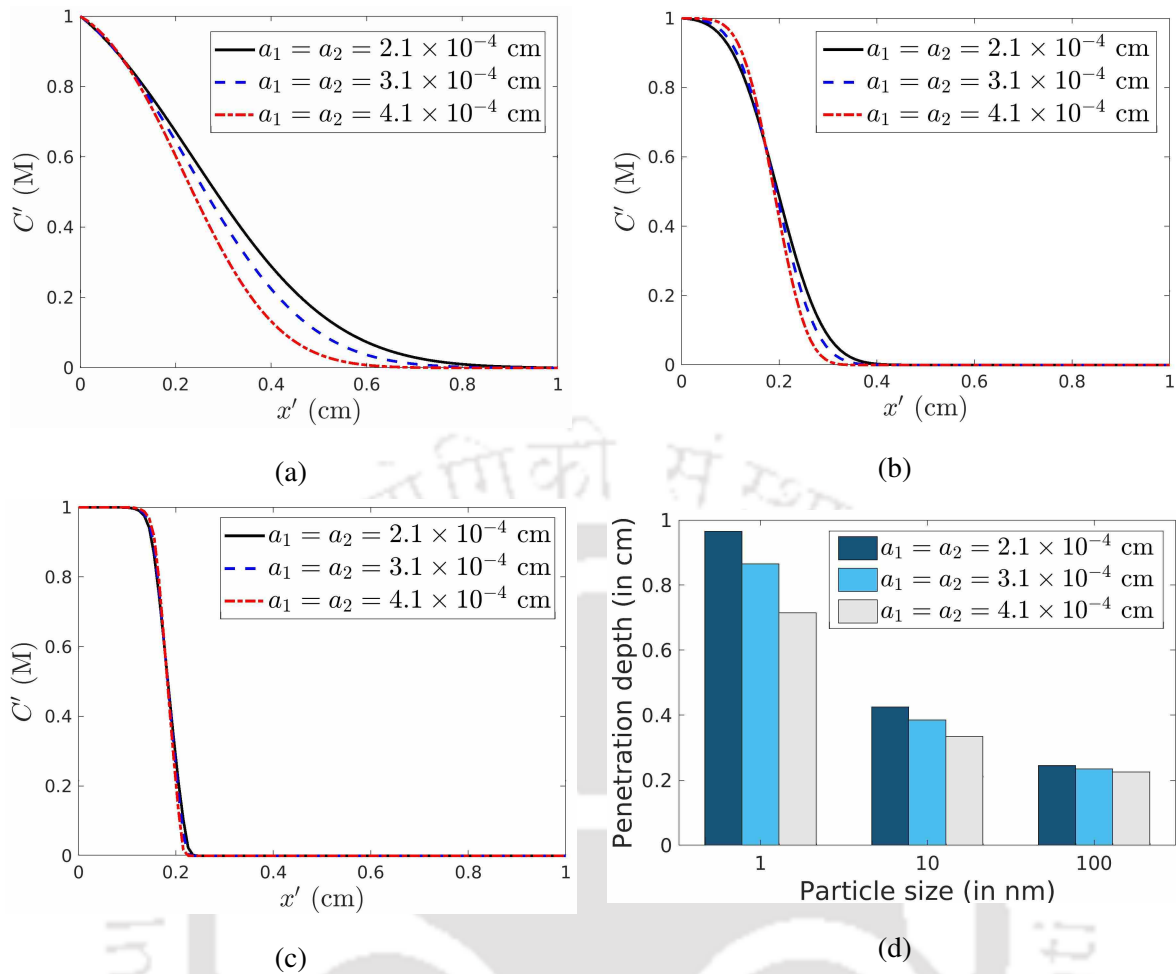 1
0.8
0.6
0.4
0.2
0
0 0.2 0.4 0.6 0.8 1
C′ (M)
x′ (cm)
a₁ = a₂ = 2.1 × 10⁻⁴ cm
a₁ = a₂ = 3.1 × 10⁻⁴ cm
a₁ = a₂ = 4.1 × 10⁻⁴ cm
(a)
1
0.8
0.6
0.4
0.2
0
0 0.2 0.4 0.6 0.8 1
C′ (M)
x′ (cm)
a₁ = a₂ = 2.1 × 10⁻⁴ cm
a₁ = a₂ = 3.1 × 10⁻⁴ cm
a₁ = a₂ = 4.1 × 10⁻⁴ cm
(b)
1
0.8
0.6
0.4
0.2
0
0 0.2 0.4 0.6 0.8 1
C′ (M)
x′ (cm)
a₁ = a₂ = 2.1 × 10⁻⁴ cm
a₁ = a₂ = 3.1 × 10⁻⁴ cm
a₁ = a₂ = 4.1 × 10⁻⁴ cm
(c)
1
0.8
0.6
0.4
0.2
0
1 10 100
Penetration depth (in cm)
Particle size (in nm)
a₁ = a₂ = 2.1 × 10⁻⁴ cm
a₁ = a₂ = 3.1 × 10⁻⁴ cm
a₁ = a₂ = 4.1 × 10⁻⁴ cm
(d)